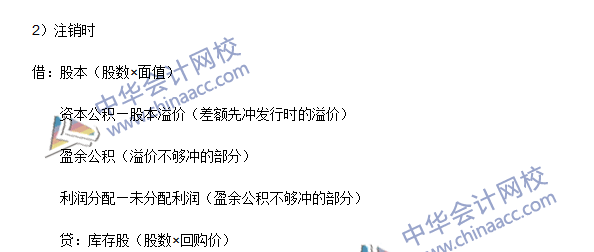 2）注销时
借：股本（股数×面值）
资本公积—股本溢价（差额先冲发行时的溢价）
盈余公积（溢价不够冲的部分）
利润分配—未分配利润（盈余公积不够冲的部分）
贷：库存股（股数×回购价）
中华会计网校
www.chinaacc.com
中华会计网校
www.chinaacc.com